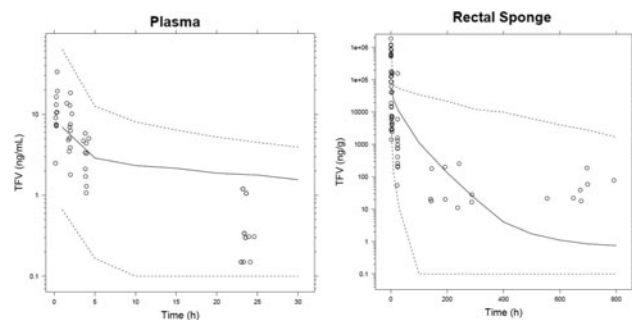 Plasma
TFV (ng/mL)
10
1
0.1
0 5 10 15 20 25 30
Time (h)
Rectal Sponge
TFV (ng/g)
1e+06
1e+05
10000
1000
100
10
1
0.1
0 200 400 600 800
Time (h)